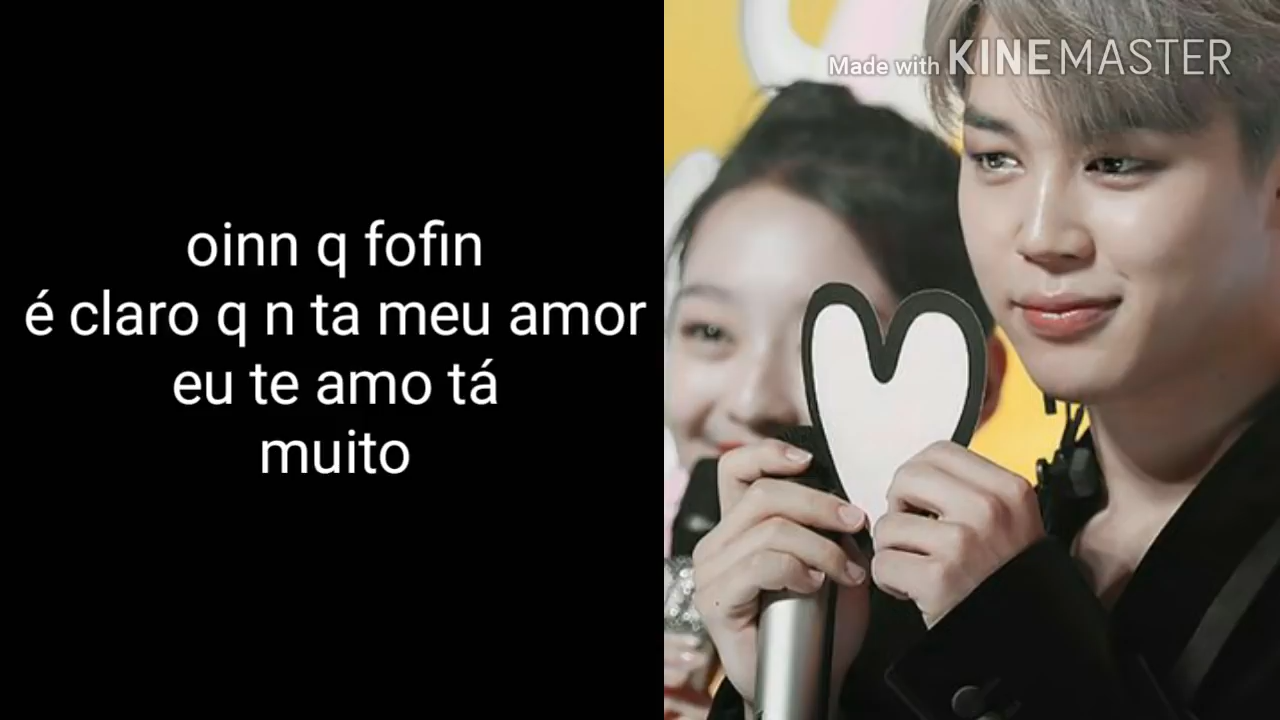 oinn q fofin
é claro q n ta meu amor
eu te amo tá
muito
Made with KINEMASTER